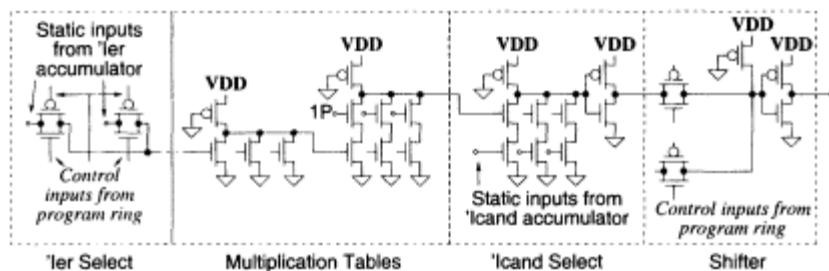 Static inputs
from 'ler
accumulator
VDD
VDD
VDD
VDD
VDD
VDD
1P
Control
inputs from
program ring
Static inputs from
'lcand accumulator
Control inputs from
program ring
'ler Select
Multiplication Tables
'lcand Select
Shifter